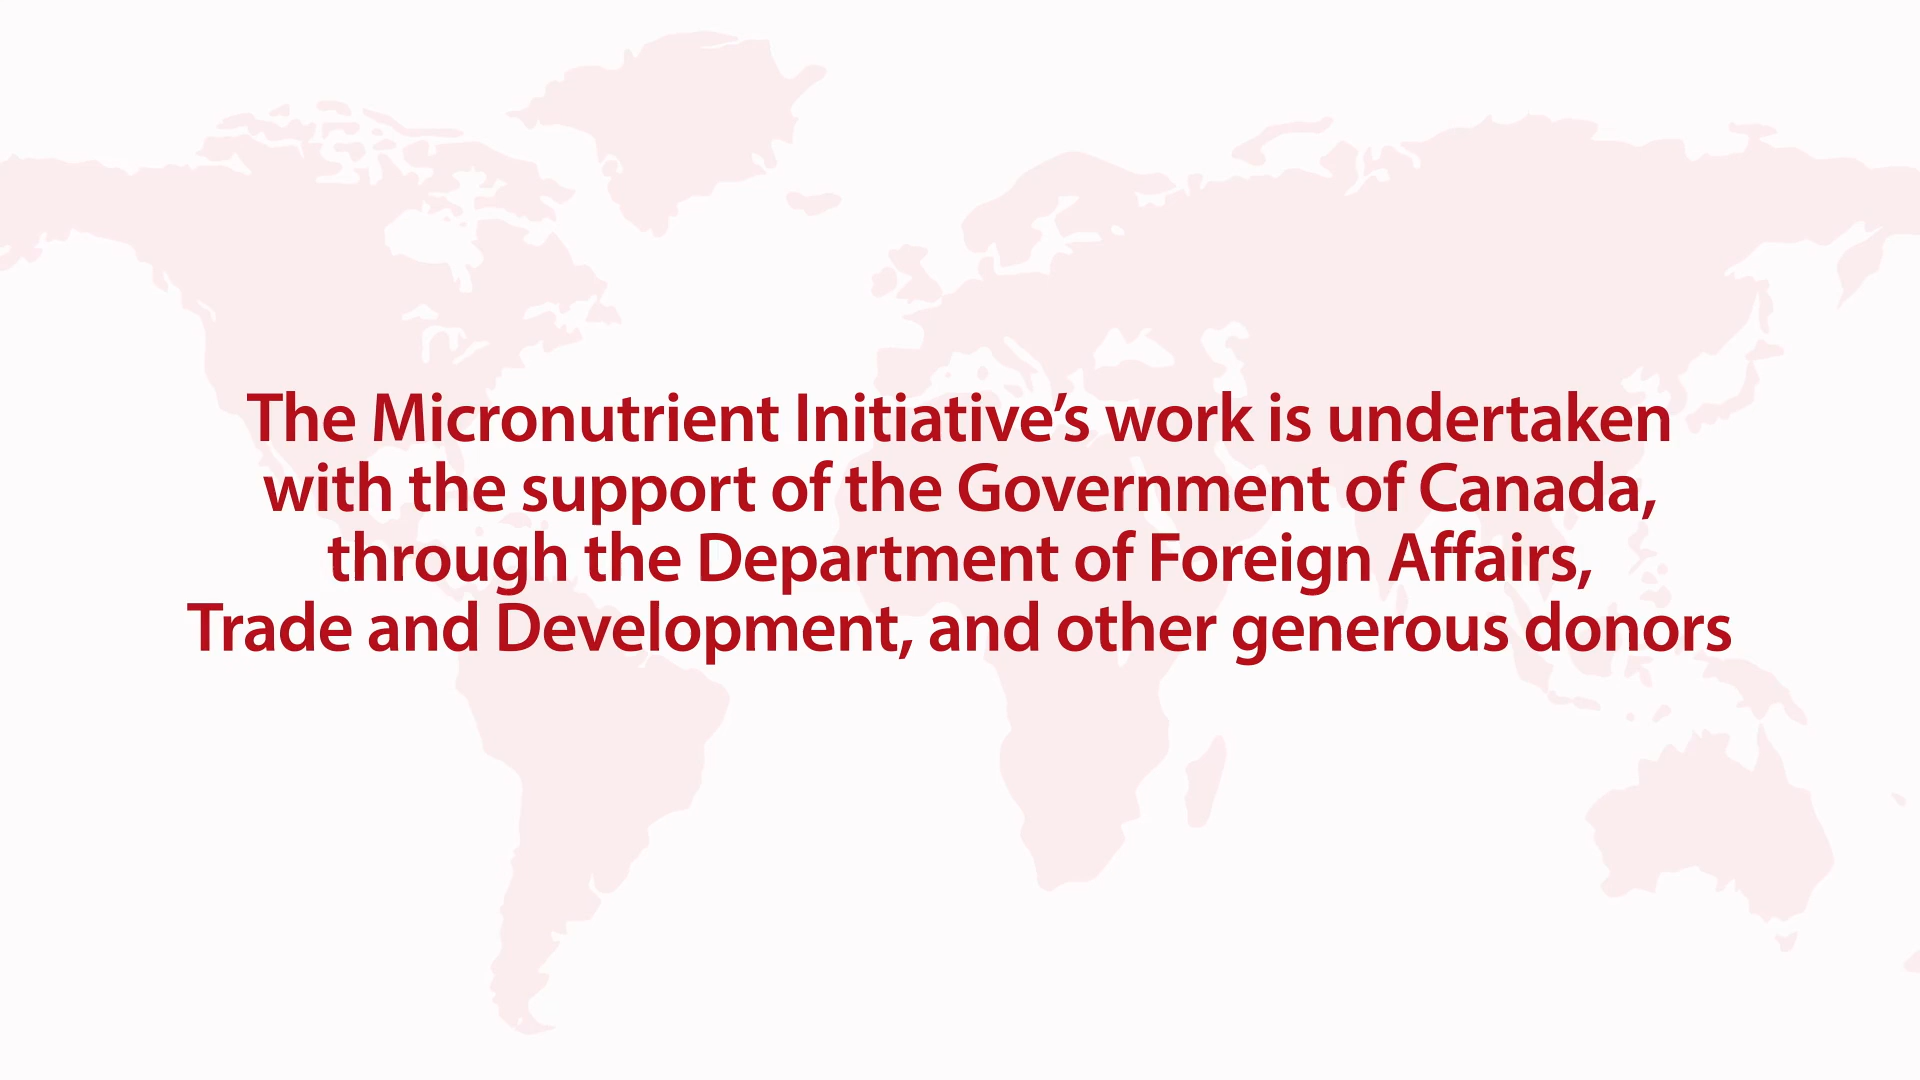 The Micronutrient Initiative’s work is undertaken
with the support of the Government of Canada,
through the Department of Foreign Affairs,
Trade and Development, and other generous donors